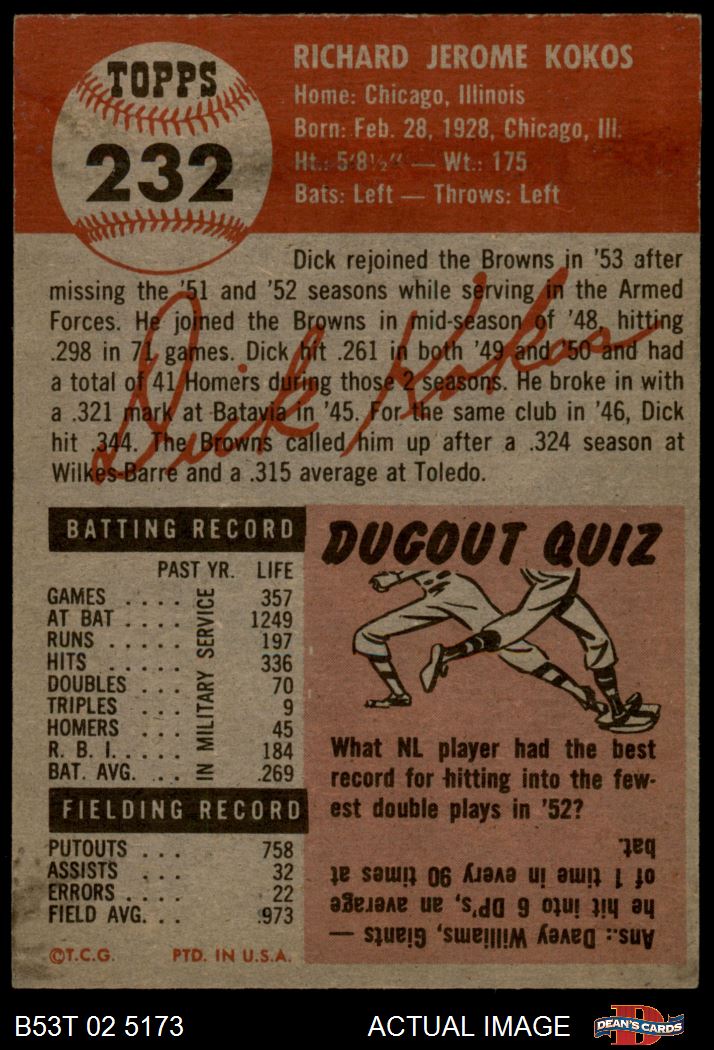 TOPPS
232
RICHARD JEROME KOKOS
Home: Chicago, Illinois
Born: Feb. 28, 1928, Chicago, Ill.
Ht.: 5'8½" — Wt.: 175
Bats: Left — Throws: Left
Dick rejoined the Browns in '53 after
missing the '51 and '52 seasons while serving in the Armed
Forces. He joined the Browns in mid-season of '48, hitting
.298 in 71 games. Dick hit .261 in both '49 and '50 and had
a total of 41 Homers during those 2 seasons. He broke in with
a .321 mark at Batavia in '45. For the same club in '46, Dick
hit .344. The Browns called him up after a .324 season at
Wilkes-Barre and a .315 average at Toledo.
Dick Kokos
BATTING RECORD
PAST YR. LIFE
GAMES .... 357
AT BAT .... 1249
RUNS ..... 197
HITS ..... 336
DOUBLES ... 70
TRIPLES ... 9
HOMERS ... 45
R. B. I. .... 184
BAT. AVG. ... .269
IN MILITARY SERVICE
FIELDING RECORD
PUTOUTS ... 758
ASSISTS .... 32
ERRORS .... 22
FIELD AVG. .. .973
©T.C.G. PTD. IN U.S.A.
DUGOUT QUIZ
What NL player had the best
record for hitting into the few-
est double plays in '52?
Ans.: Davey Williams, Giants —
he hit into 6 DP's, an average
of 1 time in every 90 times at
bat.
B53T 02 5173
ACTUAL IMAGE
D
DEAN'S CARDS